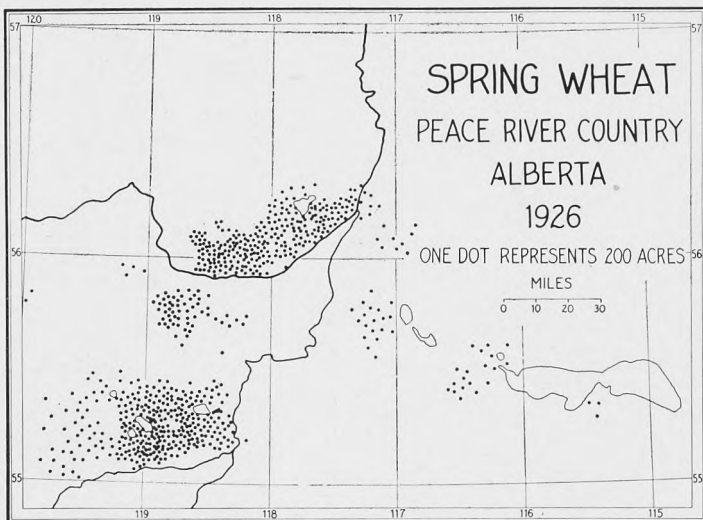 120 119 118 117 116 115
57 57
SPRING WHEAT
PEACE RIVER COUNTRY
ALBERTA
1926
56 56
ONE DOT REPRESENTS 200 ACRES
MILES
0 10 20 30
55 55
119 118 117 116 115